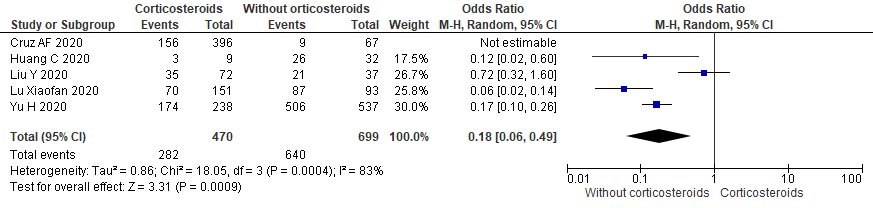 Corticosteroids Without corticosteroids Odds Ratio Odds Ratio
Study or Subgroup Events Total Events Total Weight M-H, Random, 95% CI M-H, Random, 95% CI
Cruz AF 2020 156 396 9 67 Not estimable
Huang C 2020 3 9 26 32 17.5% 0.12 [0.02, 0.60]
Liu Y 2020 35 72 21 37 26.7% 0.72 [0.32, 1.60]
Lu Xiaofan 2020 70 151 87 93 25.8% 0.06 [0.02, 0.14]
Yu H 2020 174 238 506 537 30.0% 0.17 [0.10, 0.26]
Total (95% CI) 470 699 100.0% 0.18 [0.06, 0.49]
Total events 282 640
Heterogeneity: Tau² = 0.86; Chi² = 18.05, df = 3 (P = 0.0004); I² = 83%
Test for overall effect: Z = 3.31 (P = 0.0009)
0.01 0.1 1 10 100
Without corticosteroids Corticosteroids